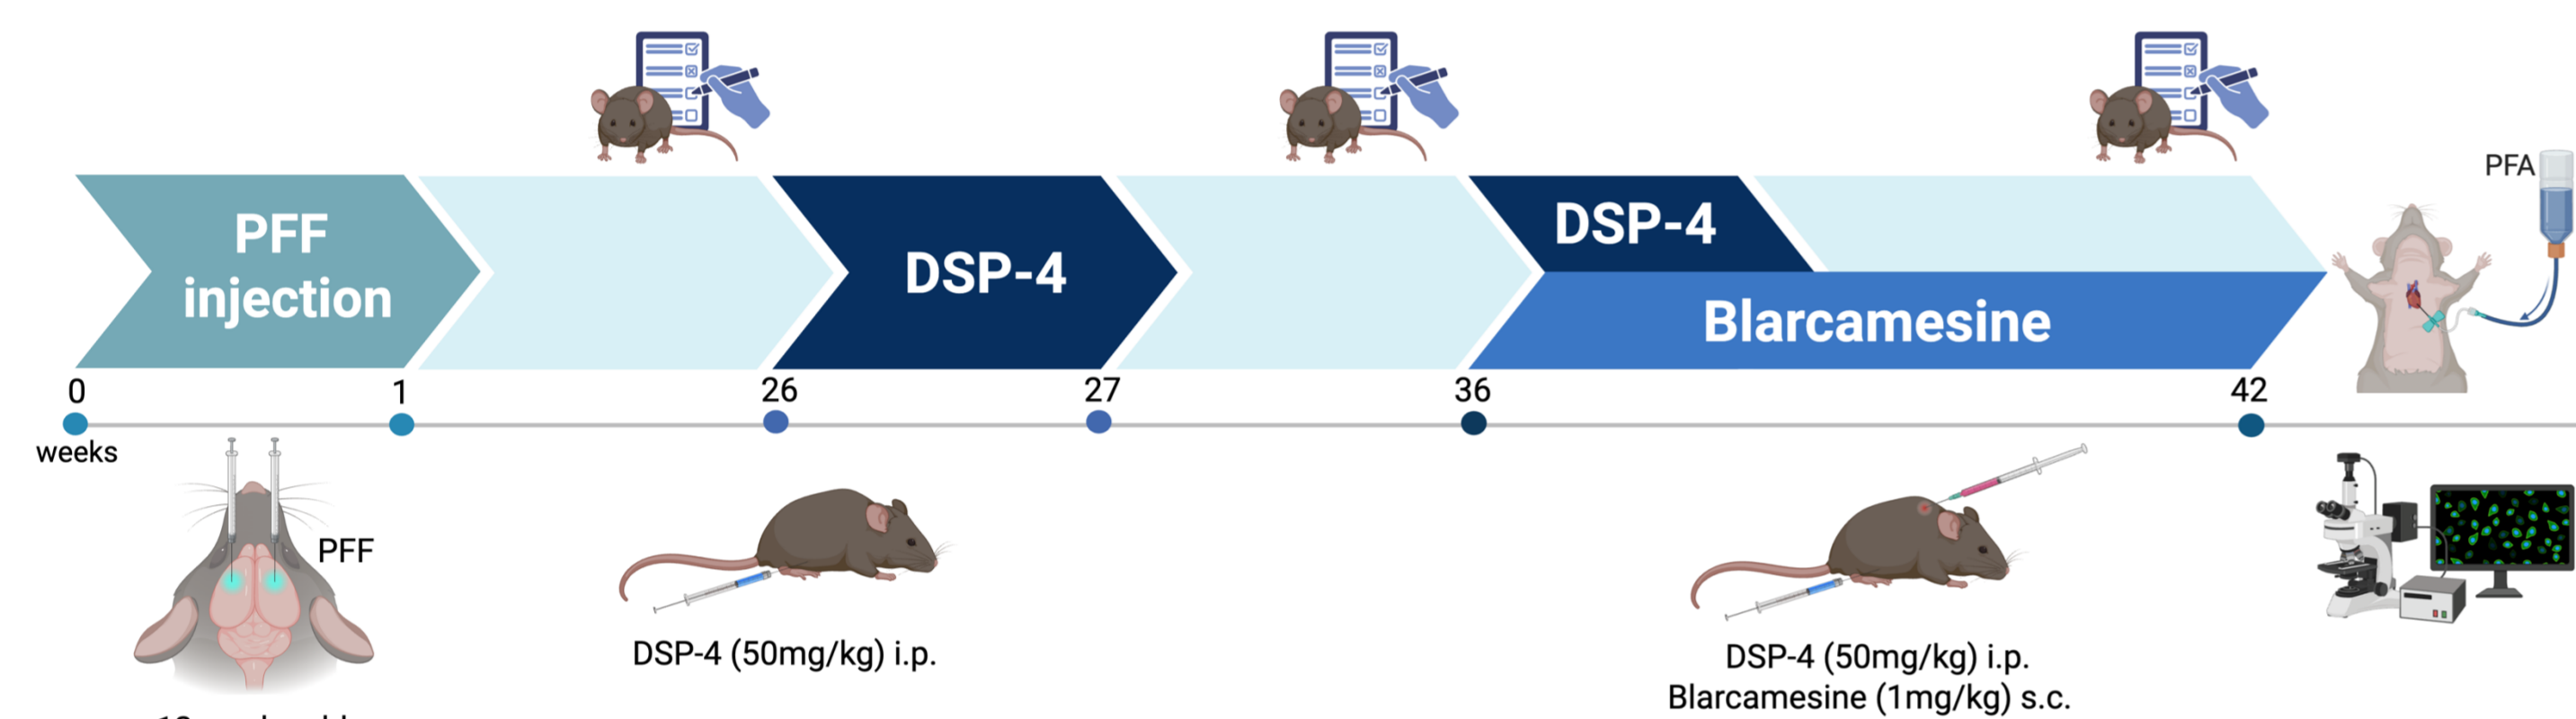 PFA
PFF
injection
DSP-4
DSP-4
Blarcamesine
0
1
26
27
36
42
weeks
PFF
DSP-4 (50mg/kg) i.p.
DSP-4 (50mg/kg) i.p.
Blarcamesine (1mg/kg) s.c.